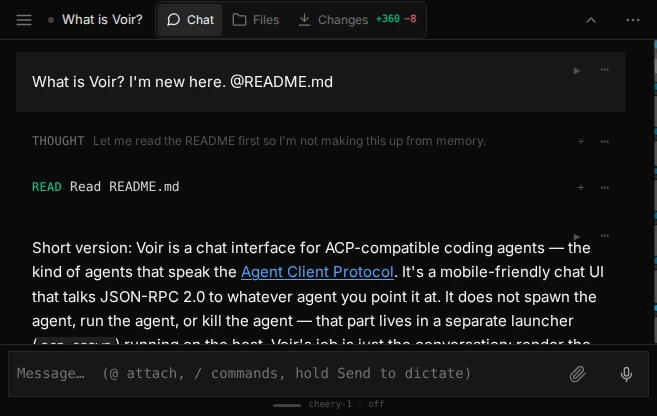 What is Voir? Chat Files Changes +360 −8
What is Voir? I'm new here. @README.md
THOUGHT Let me read the README first so I'm not making this up from memory.
READ Read README.md
Short version: Voir is a chat interface for ACP-compatible coding agents — the
kind of agents that speak the Agent Client Protocol. It's a mobile-friendly chat UI
that talks JSON-RPC 2.0 to whatever agent you point it at. It does not spawn the
agent, run the agent, or kill the agent — that part lives in a separate launcher
running on the host. Voir's job is just the conversation: render the
Message… (@ attach, / commands, hold Send to dictate)
cheery-1 · off